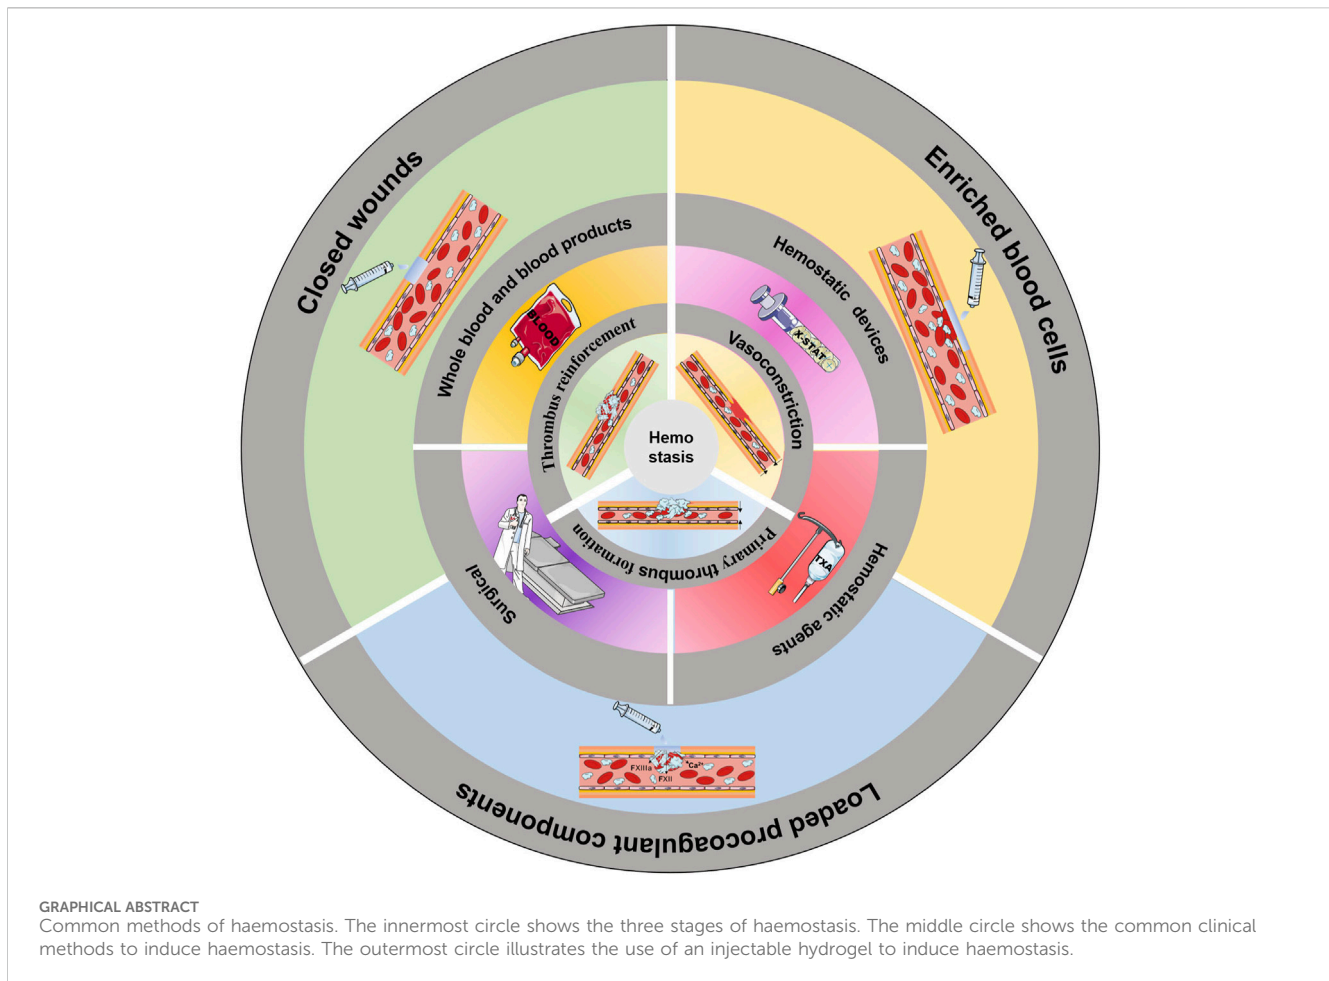 Closed wounds
Enriched blood cells
Whole blood and blood products
Hemostatic devices
BLOOD
X-STAT
Thrombus reinforcement
Vasoconstriction
Hemo
stasis
Primary thrombus formation
Surgical
Hemostatic agents
TXA
FXIIIa
Ca2+
FXII
Loaded procoagulant components
GRAPHICAL ABSTRACT
Common methods of haemostasis. The innermost circle shows the three stages of haemostasis. The middle circle shows the common clinical
methods to induce haemostasis. The outermost circle illustrates the use of an injectable hydrogel to induce haemostasis.